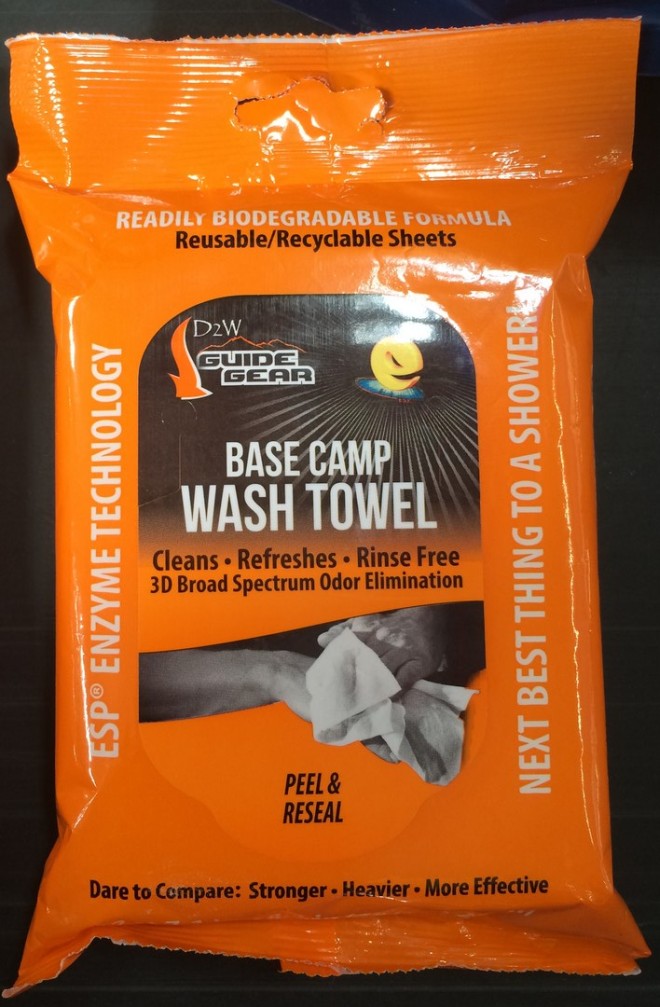 READILY BIODEGRADABLE FORMULA
Reusable/Recyclable Sheets
D2W
GUIDE
GEAR
e
BASE CAMP
WASH TOWEL
Cleans • Refreshes • Rinse Free
3D Broad Spectrum Odor Elimination
ESP® ENZYME TECHNOLOGY
NEXT BEST THING TO A SHOWER!
PEEL &
RESEAL
Dare to Compare: Stronger • Heavier • More Effective